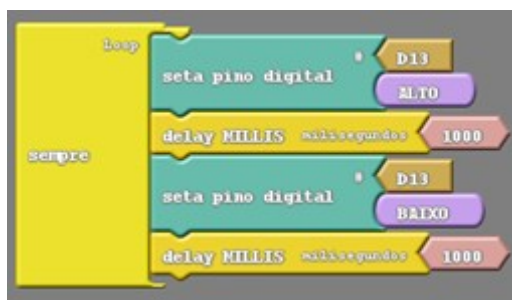 Loop
sempre
seta pino digital # D13
ALTO
delay MILLIS milisegundos 1000
seta pino digital # D13
BAIXO
delay MILLIS milisegundos 1000